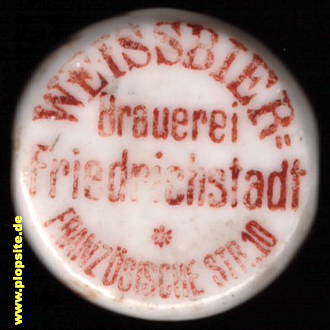 WEISSBIER=
Brauerei
Friedrichstadt
*
FRANZÖSISCHE STR. 10
www.plopsite.de